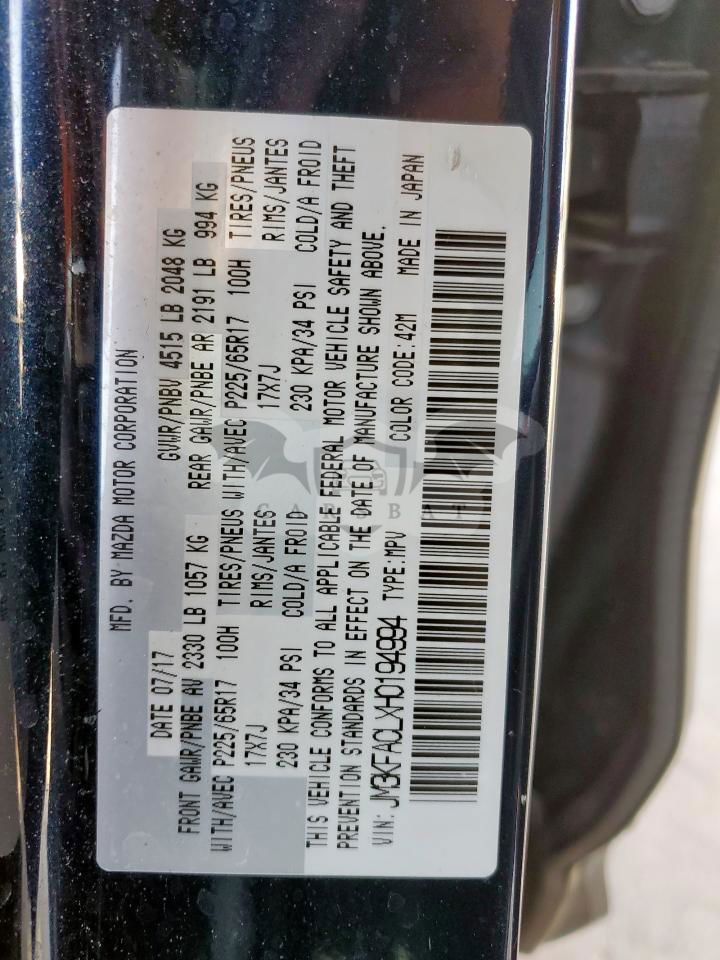 MFD. BY MAZDA MOTOR CORPORATION
DATE 07/17 GVWR/PNBV 4515 LB 2048 KG
FRONT GAWR/PNBE AV 2330 LB 1057 KG REAR GAWR/PNBE AR 2191 LB 994 KG
WITH/AVEC P225/65R17 100H TIRES/PNEUS WITH/AVEC P225/65R17 100H TIRES/PNEUS
17X7J RIMS/JANTES 17X7J RIMS/JANTES
230 KPA/34 PSI COLD/A FROID 230 KPA/34 PSI COLD/A FROID
THIS VEHICLE CONFORMS TO ALL APPLICABLE FEDERAL MOTOR VEHICLE SAFETY AND THEFT
PREVENTION STANDARDS IN EFFECT ON THE DATE OF MANUFACTURE SHOWN ABOVE.
VIN: JM3KFACLXH0194994 TYPE: MPV COLOR CODE: 42M MADE IN JAPAN
CARSBAT